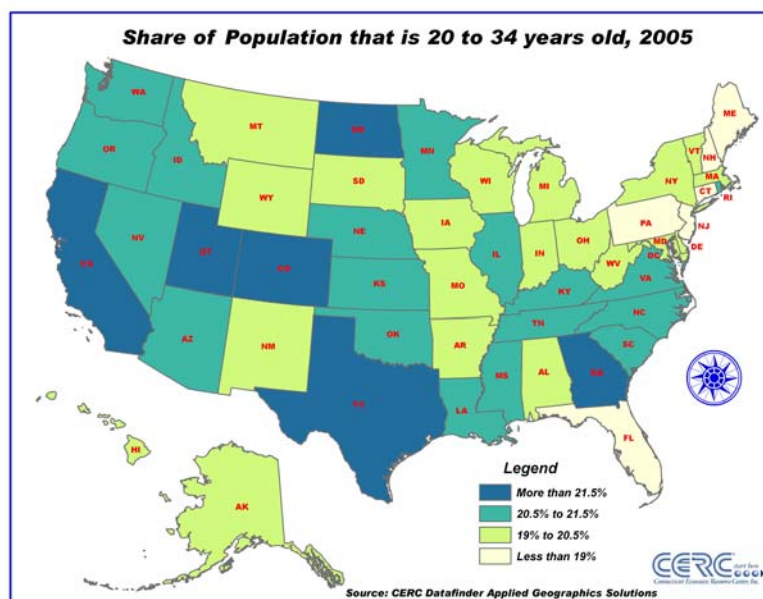 Share of Population that is 20 to 34 years old, 2005
WA
MT
ND
MN
ME
OR
ID
WY
SD
WI
MI
NY
VT
NH
MA
CT
RI
CA
NV
UT
CO
NE
KS
IA
MO
IL
IN
OH
PA
NJ
MD
DE
DC
WV
VA
KY
AZ
NM
OK
AR
TN
NC
SC
TX
LA
MS
AL
GA
FL
HI
AK
Legend
More than 21.5%
20.5% to 21.5%
19% to 20.5%
Less than 19%
CERC start here
Connecticut Economic Resource Center, Inc.
Source: CERC Datafinder Applied Geographics Solutions